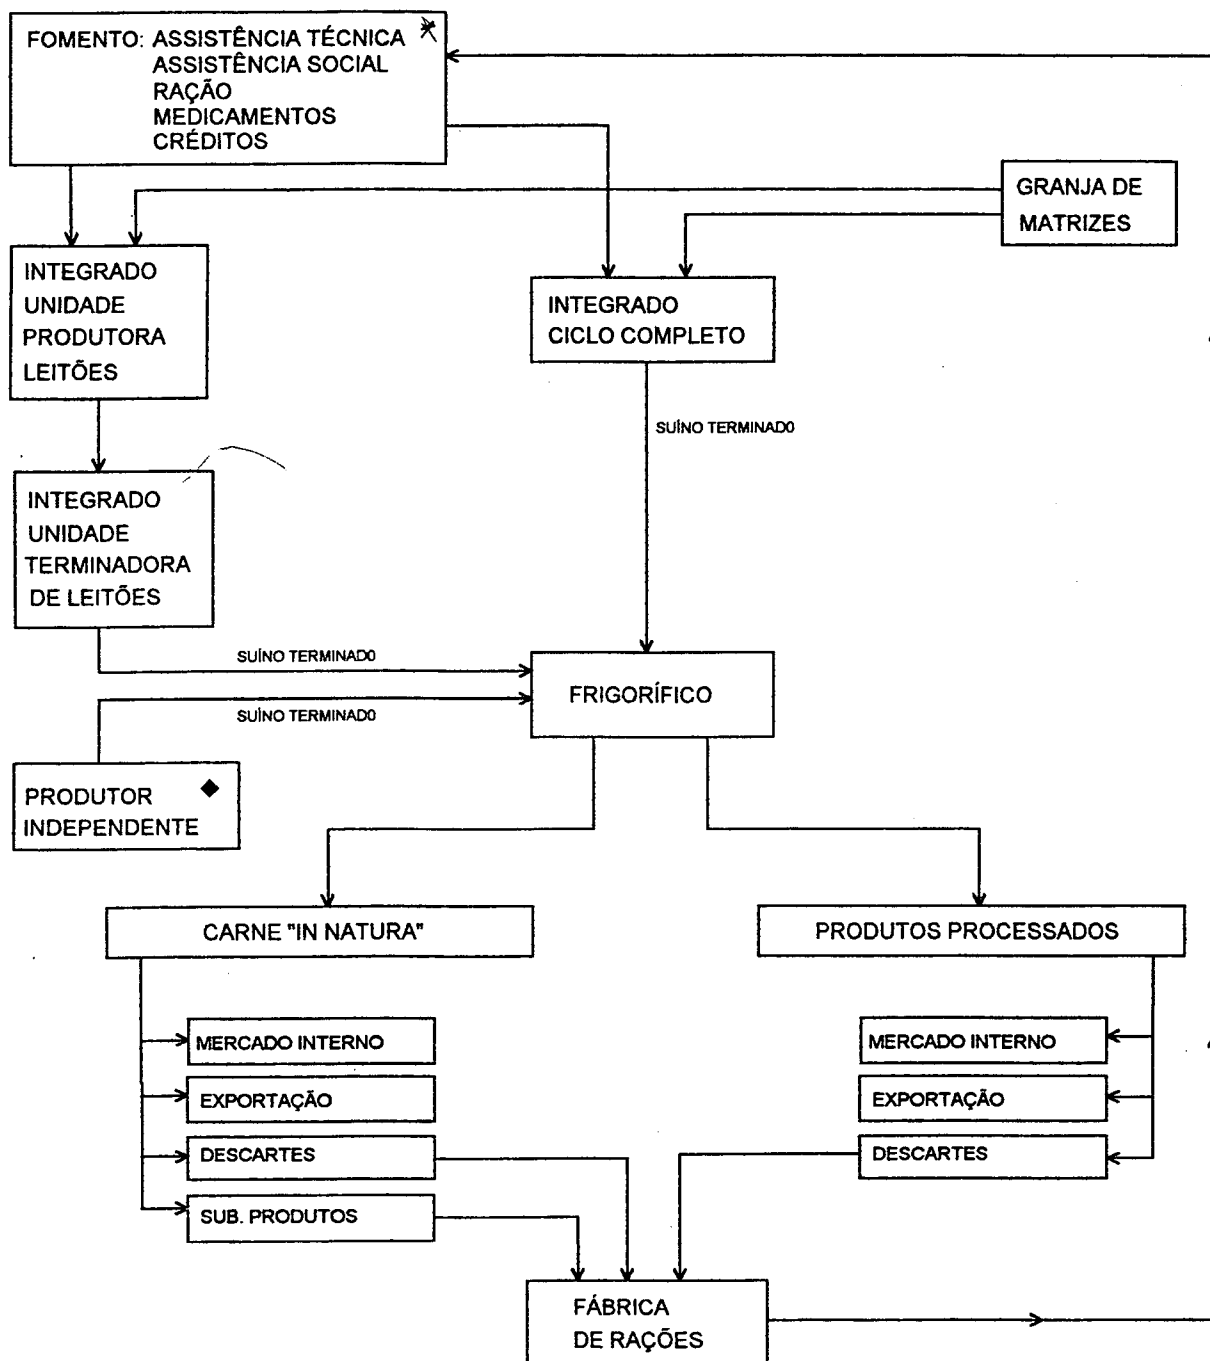 FOMENTO: ASSISTÊNCIA TÉCNICA
ASSISTÊNCIA SOCIAL
RAÇÃO
MEDICAMENTOS
CRÉDITOS
GRANJA DE
MATRIZES
INTEGRADO
UNIDADE
PRODUTORA
LEITÕES
INTEGRADO
CICLO COMPLETO
SUÍNO TERMINADO
INTEGRADO
UNIDADE
TERMINADORA
DE LEITÕES
SUÍNO TERMINADO
FRIGORÍFICO
SUÍNO TERMINADO
PRODUTOR
INDEPENDENTE
CARNE "IN NATURA"
PRODUTOS PROCESSADOS
MERCADO INTERNO
EXPORTAÇÃO
DESCARTES
SUB. PRODUTOS
MERCADO INTERNO
EXPORTAÇÃO
DESCARTES
FÁBRICA
DE RAÇÕES